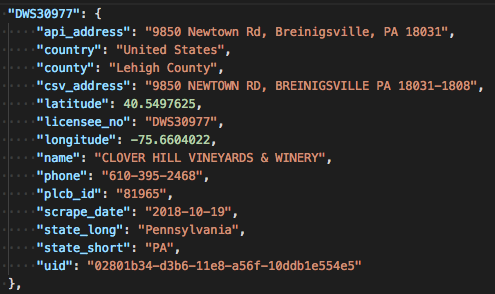 "DWS30977": {
"api_address": "9850 Newtown Rd, Breinigsville, PA 18031",
"country": "United States",
"county": "Lehigh County",
"csv_address": "9850 NEWTOWN RD, BREINIGSVILLE PA 18031-1808",
"latitude": 40.5497625,
"licensee_no": "DWS30977",
"longitude": -75.6604022,
"name": "CLOVER HILL VINEYARDS & WINERY",
"phone": "610-395-2468",
"plcb_id": "81965",
"scrape_date": "2018-10-19",
"state_long": "Pennsylvania",
"state_short": "PA",
"uid": "02801b34-d3b6-11e8-a56f-10ddb1e554e5"
},